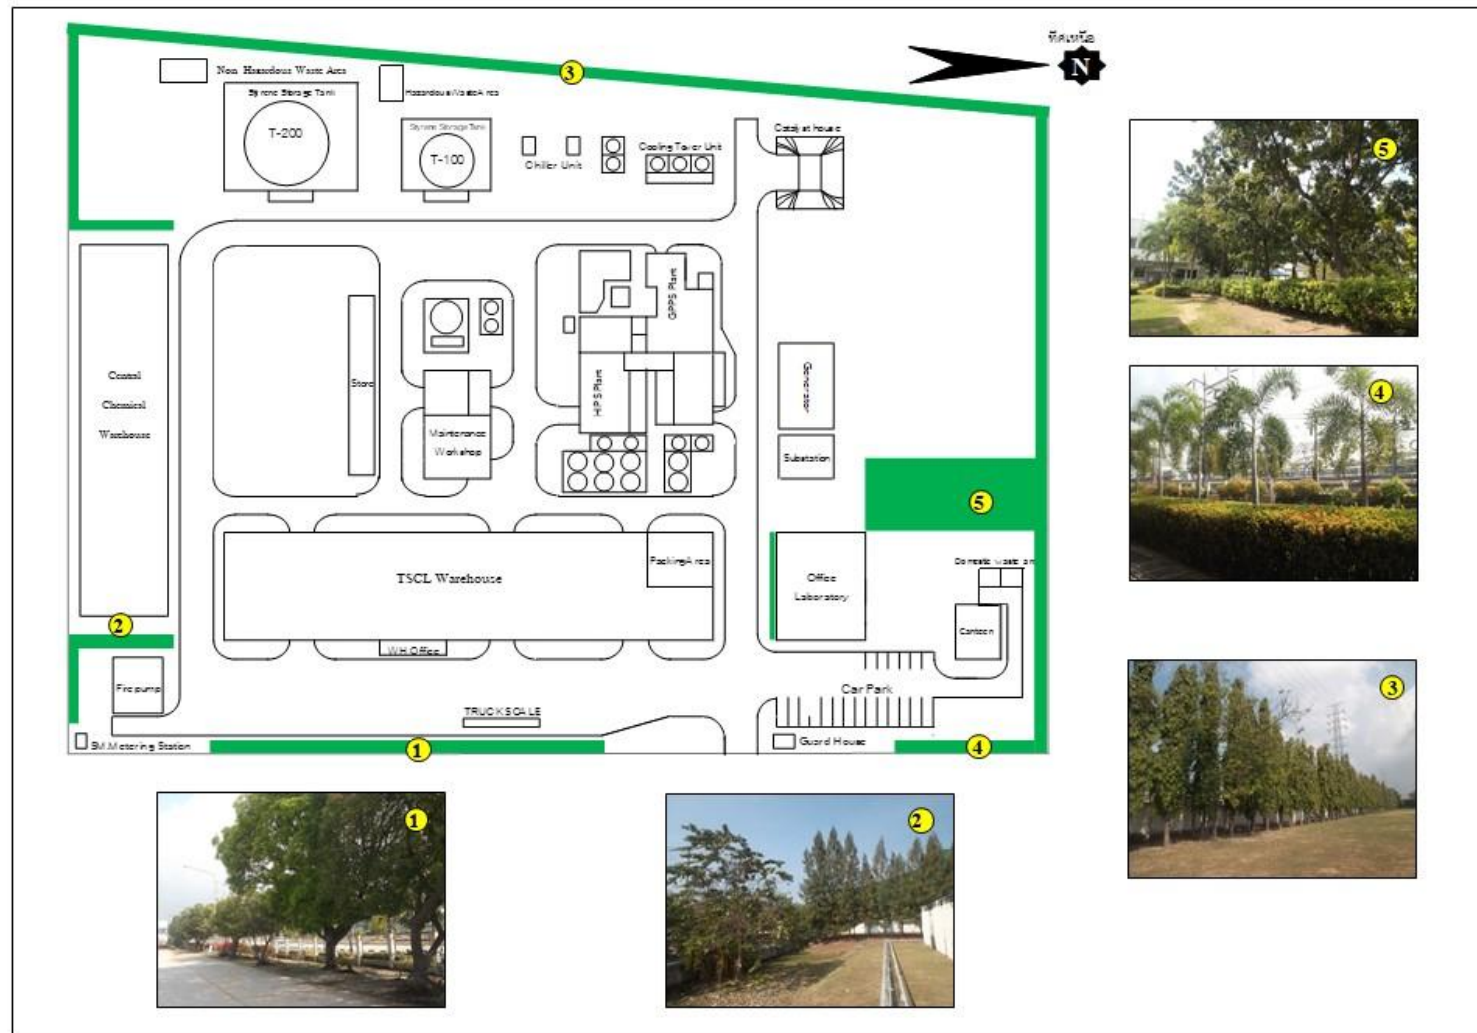 ทิศเหนือ
N
3
Non Hazardous Waste Area
Styrene Storage Tank
Hazardous Waste Area
T-200
Styrene Storage Tank
T-100
Chiller Unit
Cooling Tower Unit
Catalyst house
5
GPPS Plant
HIPS Plant
Generator
Store
Central
Chemical
Warehouse
4
Maintenance
Workshop
Substation
5
Packing Area
TSCL Warehouse
Office
Laboratory
Domestic waste
Canteen
2
WH.Office
Fire pump
Car Park
3
TRUCK SCALE
SM.Metering Station
1
Guard House
4
1
2